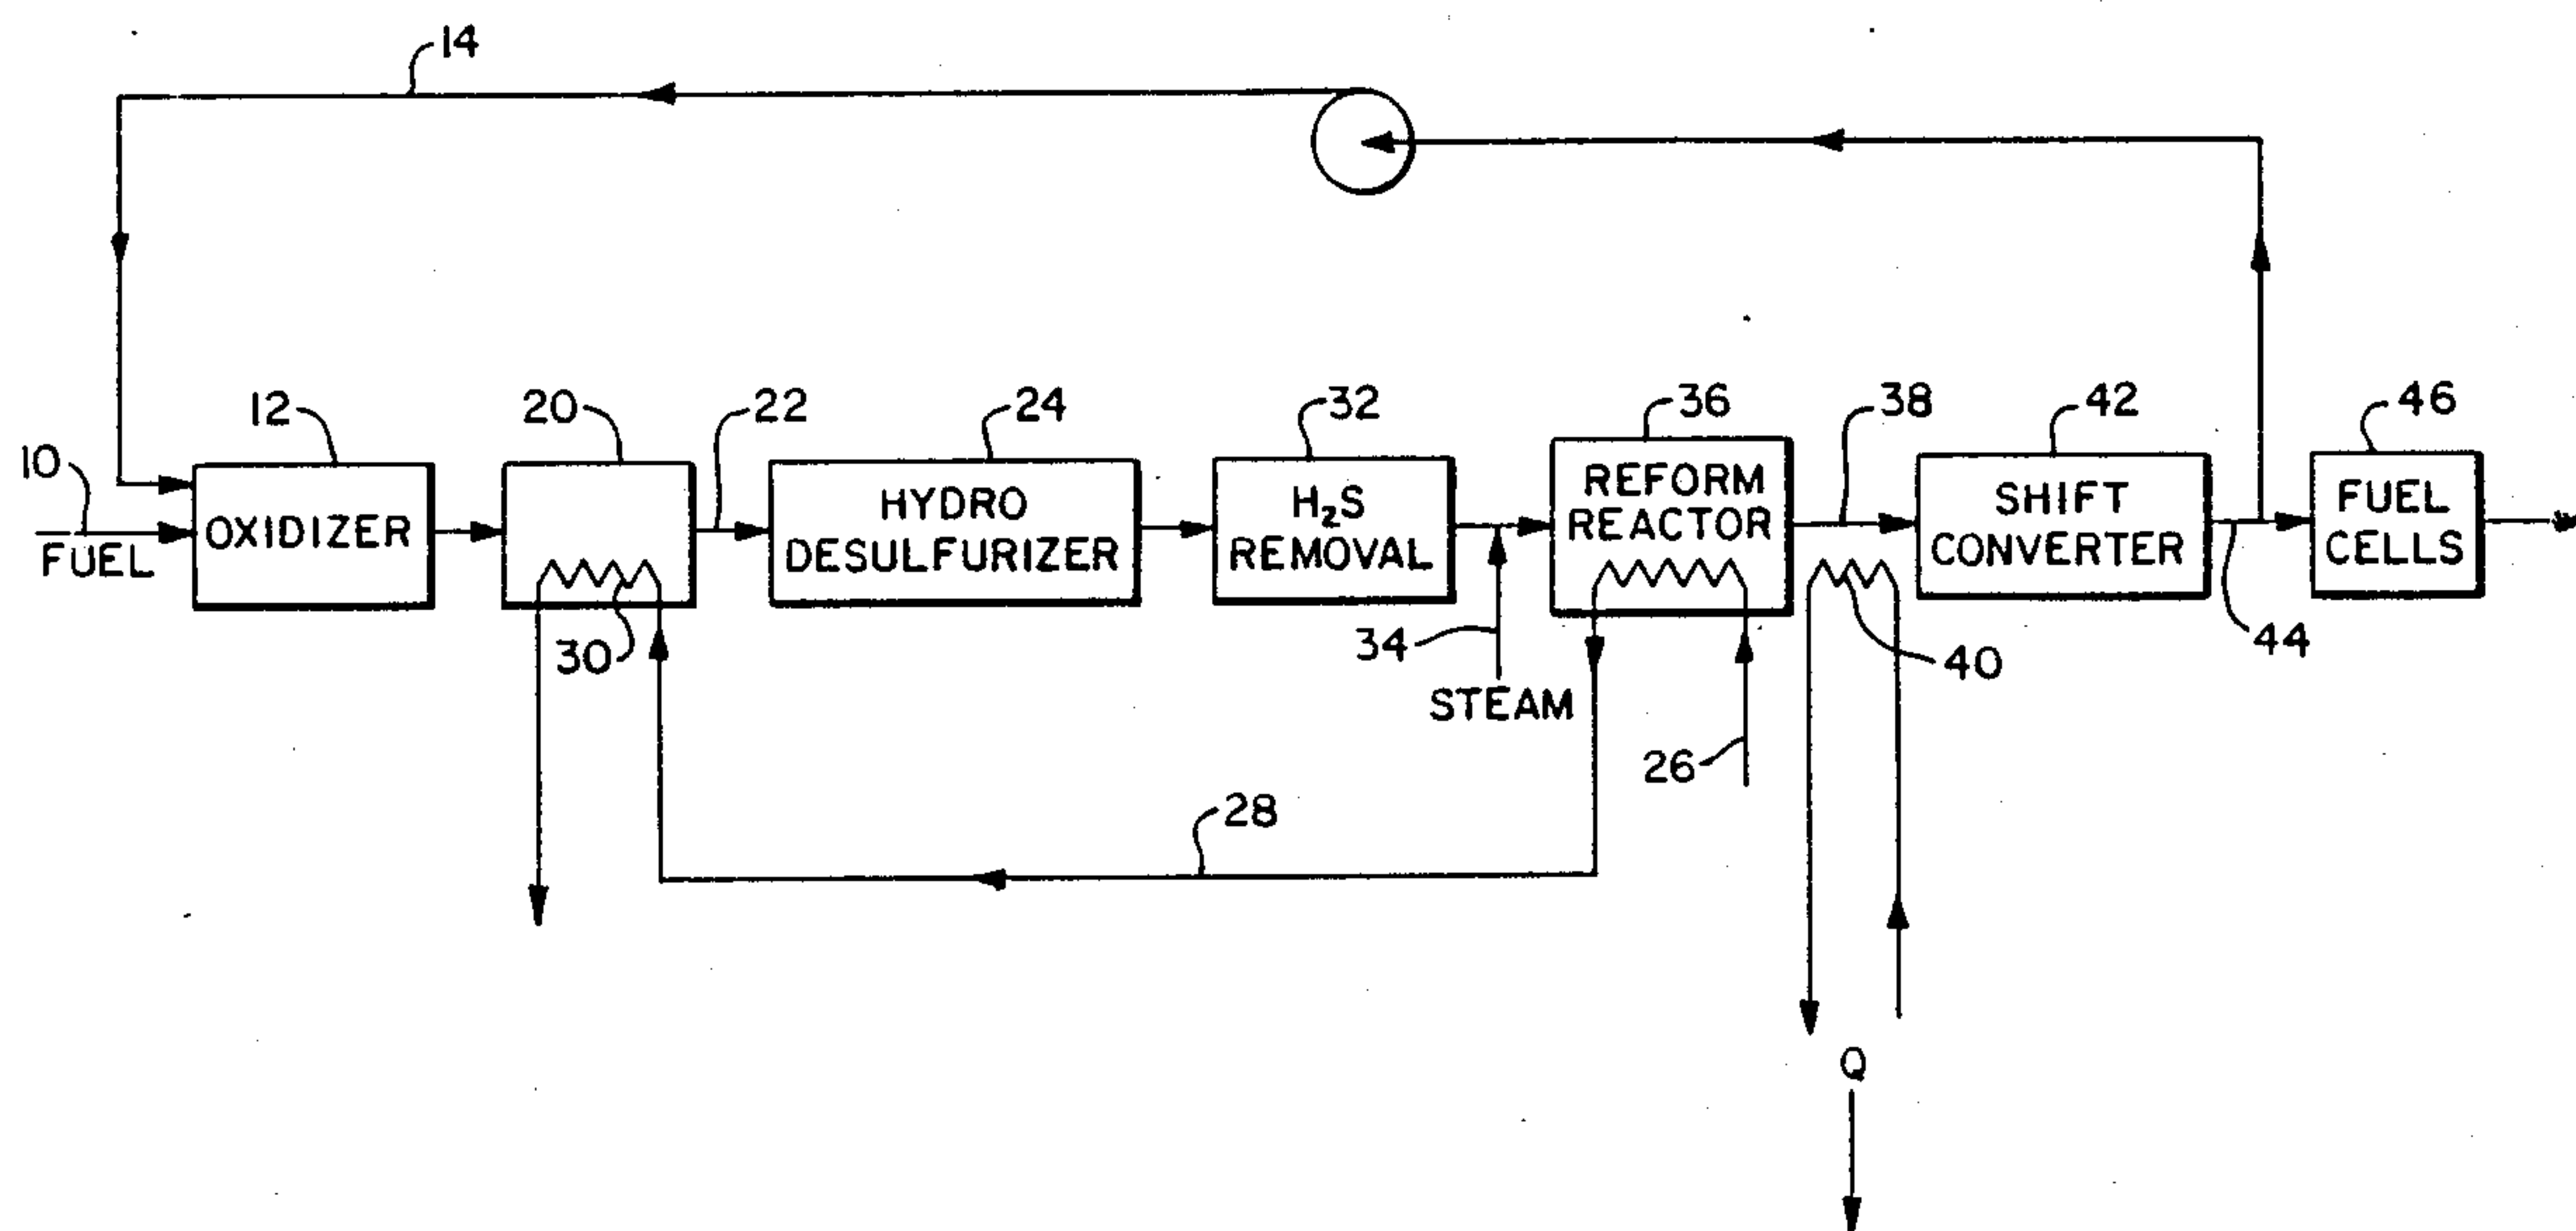 14
12
20
22
24
32
36
38
42
46
10
FUEL
OXIDIZER
HYDRO
DESULFURIZER
H₂S
REMOVAL
REFORM
REACTOR
SHIFT
CONVERTER
FUEL
CELLS
30
34
STEAM
26
40
44
28
Q